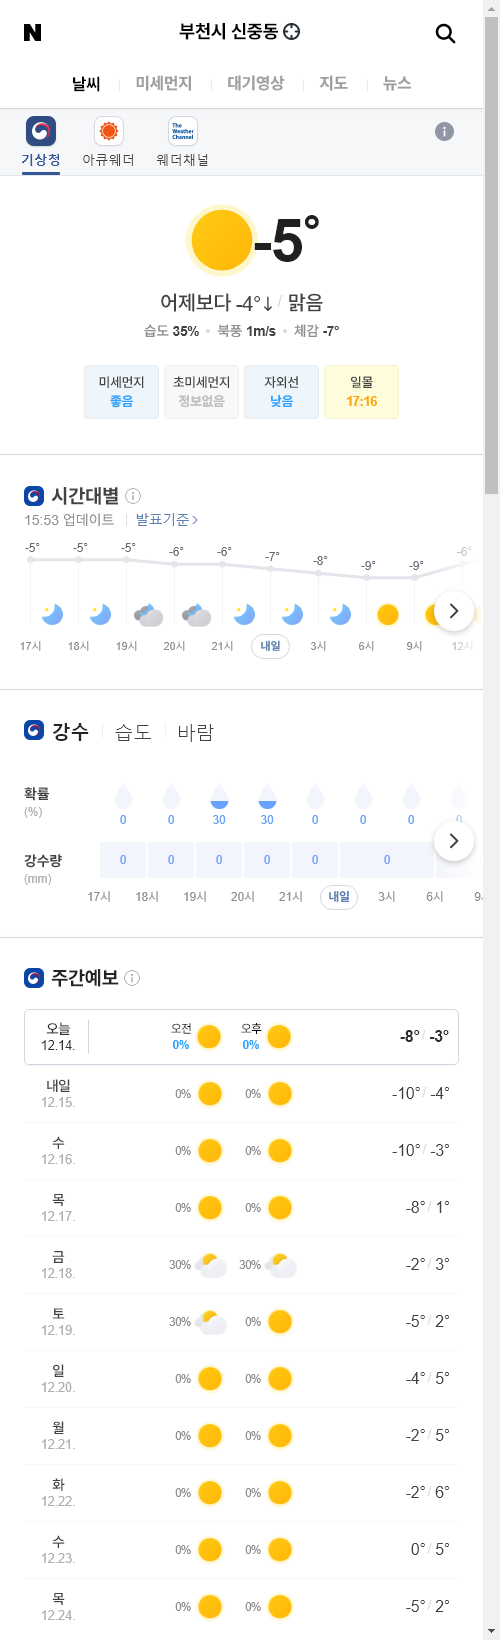 N 부천시 신중동
날씨 미세먼지 대기영상 지도 뉴스
The Weather Channel
기상청 아큐웨더 웨더채널
-5°
어제보다 -4°↓ / 맑음
습도 35% • 북풍 1m/s • 체감 -7°
미세먼지 초미세먼지 자외선 일몰
좋음 정보없음 낮음 17:16
시간대별
15:53 업데이트 발표기준 >
-5° -5° -5° -6° -6° -7° -8° -9° -9° -6°
17시 18시 19시 20시 21시 내일 3시 6시 9시 12시
강수 습도 바람
확률
(%)
0 0 30 30 0 0 0 0
강수량
(mm)
0 0 0 0 0 0
17시 18시 19시 20시 21시 내일 3시 6시 9
주간예보
오늘 오전 오후
12.14. 0% 0% -8° / -3°
내일
12.15. 0% 0% -10° / -4°
수
12.16. 0% 0% -10° / -3°
목
12.17. 0% 0% -8° / 1°
금
12.18. 30% 30% -2° / 3°
토
12.19. 30% 0% -5° / 2°
일
12.20. 0% 0% -4° / 5°
월
12.21. 0% 0% -2° / 5°
화
12.22. 0% 0% -2° / 6°
수
12.23. 0% 0% 0° / 5°
목
12.24. 0% 0% -5° / 2°